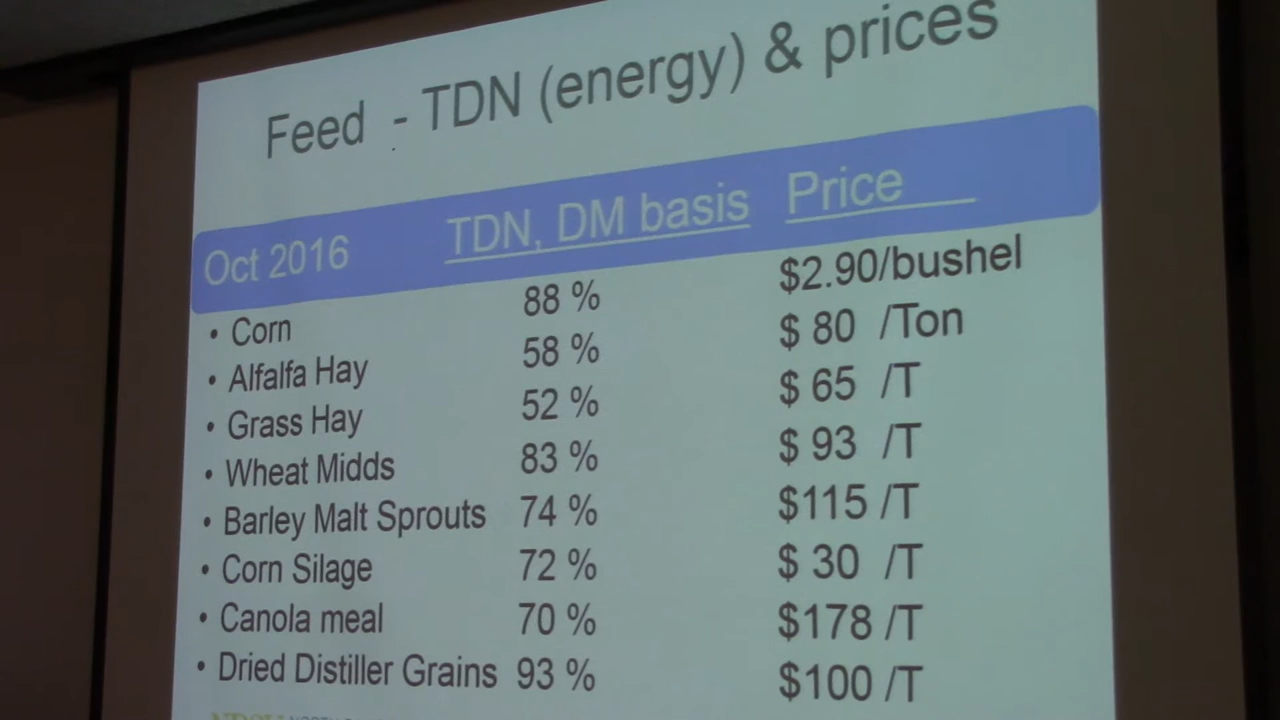 Feed - TDN (energy) & prices
Oct 2016 TDN, DM basis Price
• Corn 88 % $2.90/bushel
• Alfalfa Hay 58 % $ 80 /Ton
• Grass Hay 52 % $ 65 /T
• Wheat Midds 83 % $ 93 /T
• Barley Malt Sprouts 74 % $115 /T
• Corn Silage 72 % $ 30 /T
• Canola meal 70 % $178 /T
• Dried Distiller Grains 93 % $100 /T